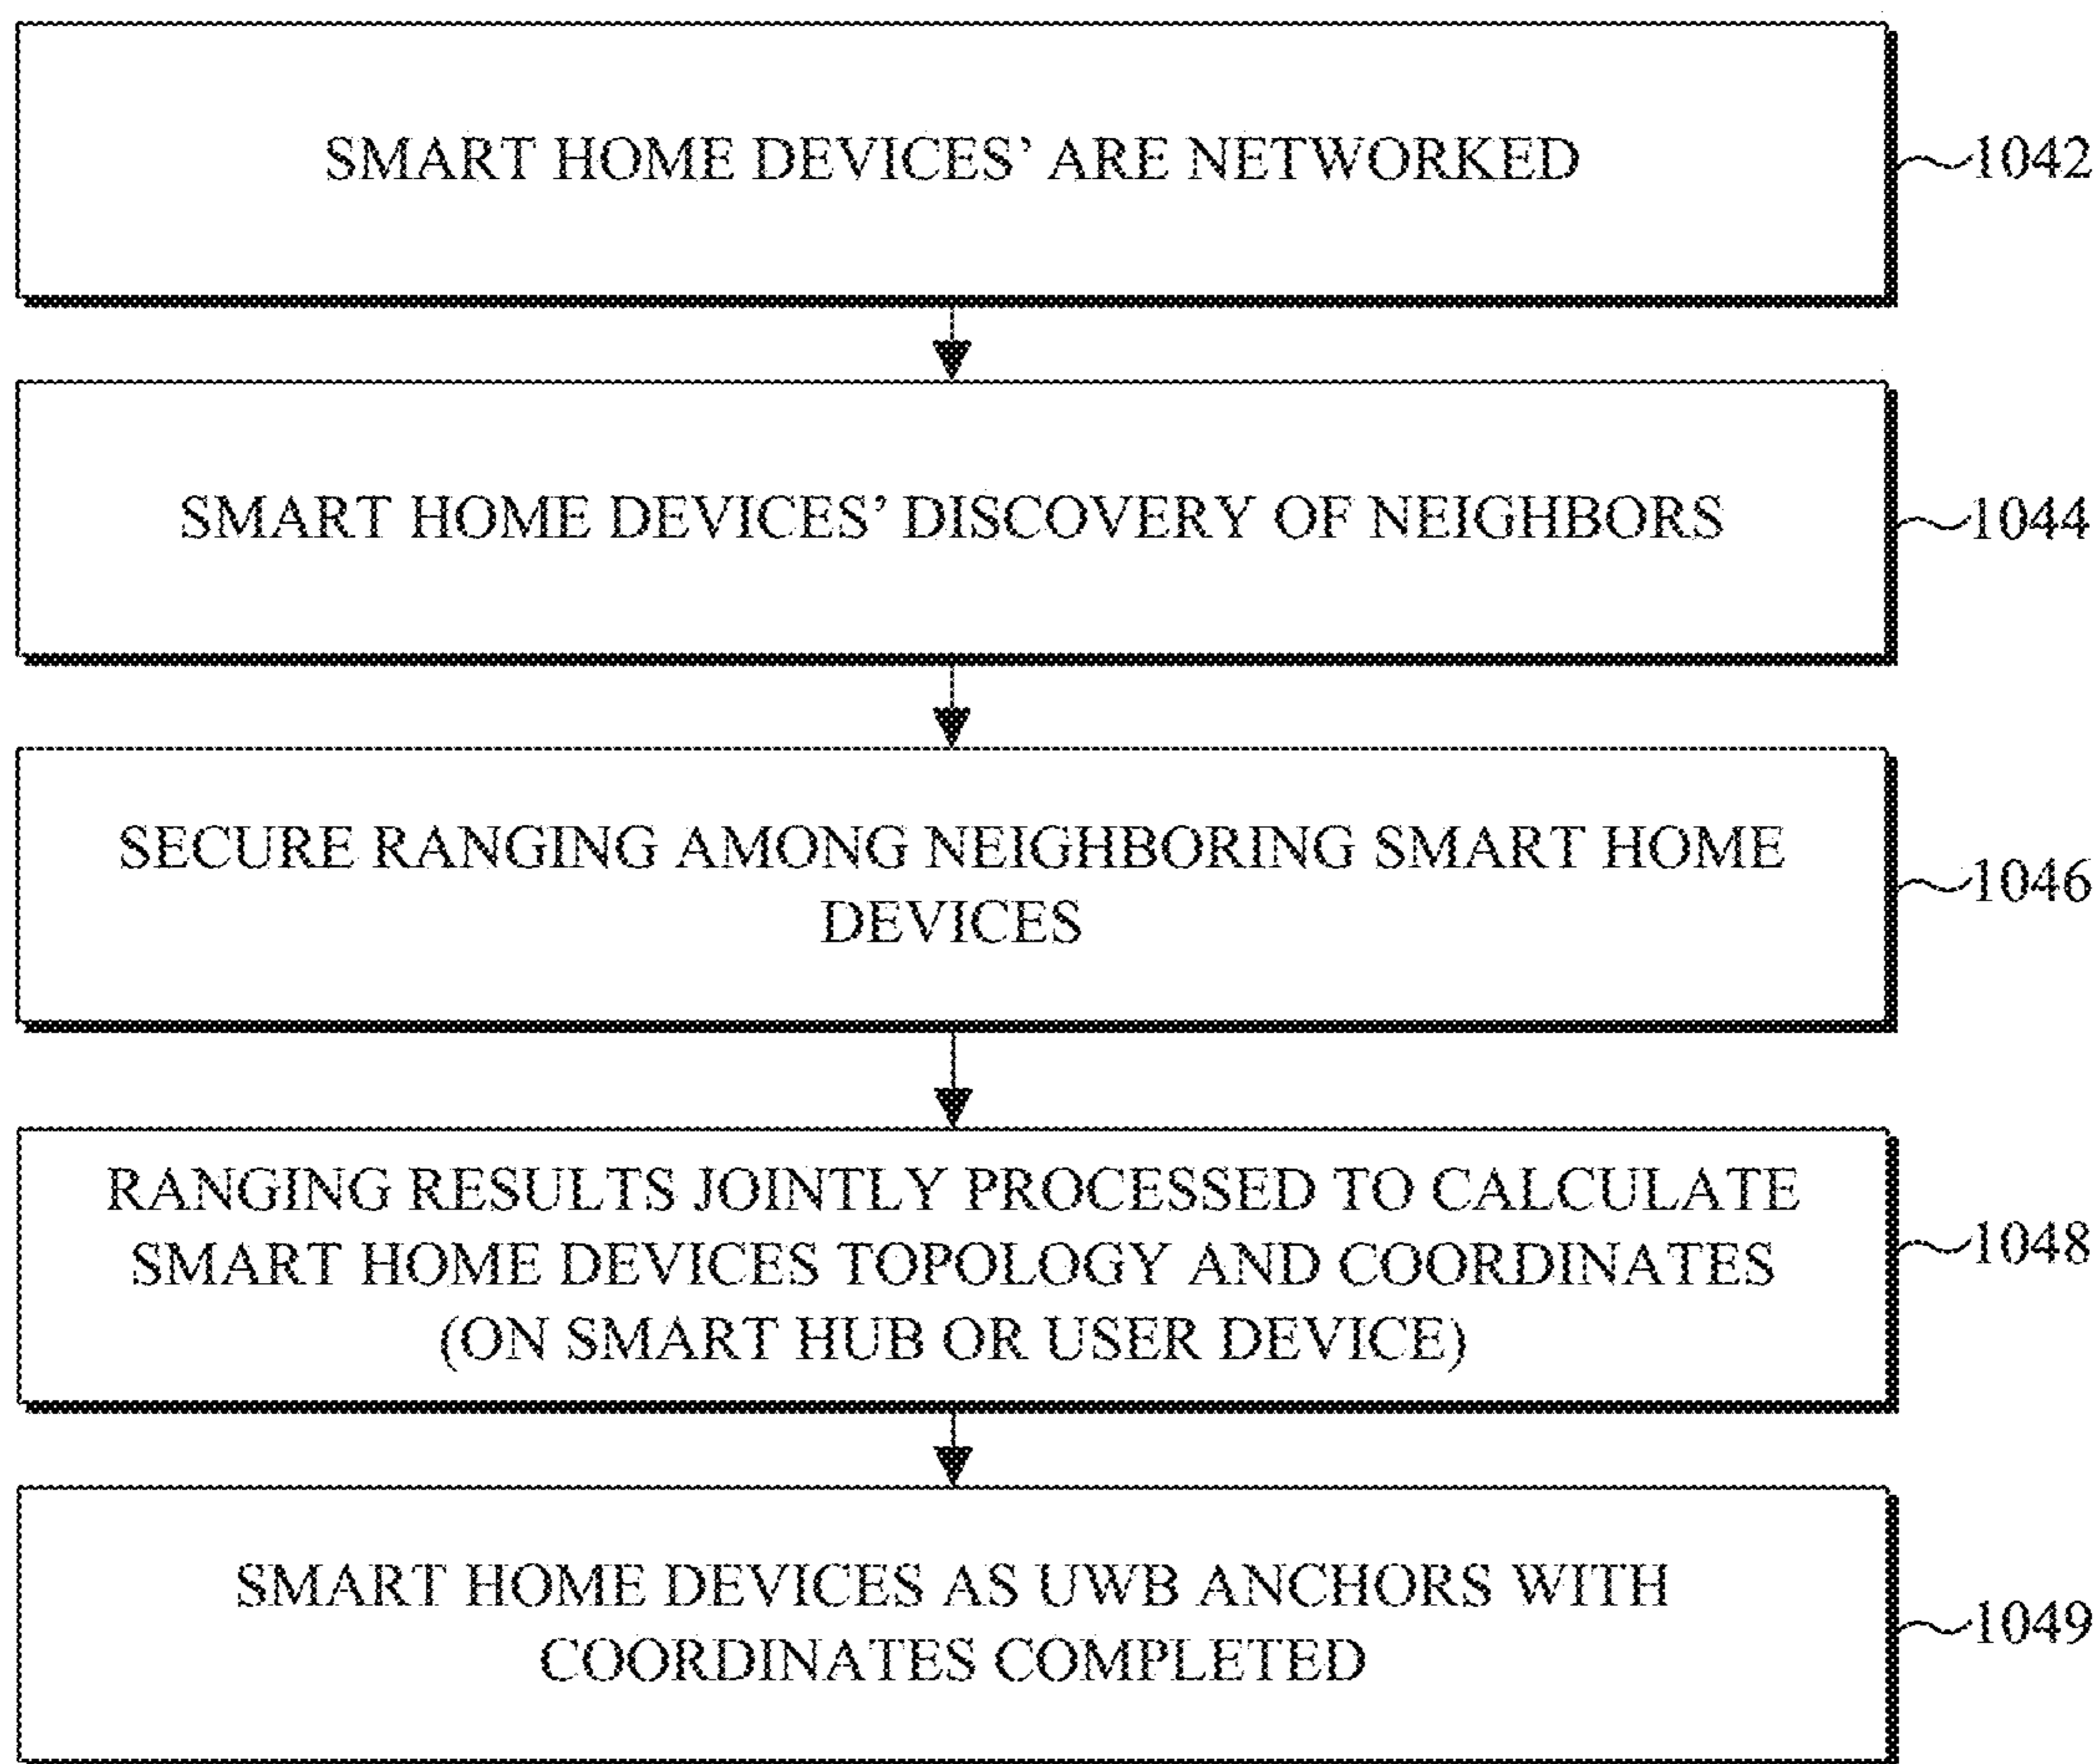 SMART HOME DEVICES’ ARE NETWORKED
1042
SMART HOME DEVICES’ DISCOVERY OF NEIGHBORS
1044
SECURE RANGING AMONG NEIGHBORING SMART HOME
DEVICES
1046
RANGING RESULTS JOINTLY PROCESSED TO CALCULATE
SMART HOME DEVICES TOPOLOGY AND COORDINATES
(ON SMART HUB OR USER DEVICE)
1048
SMART HOME DEVICES AS UWB ANCHORS WITH
COORDINATES COMPLETED
1049